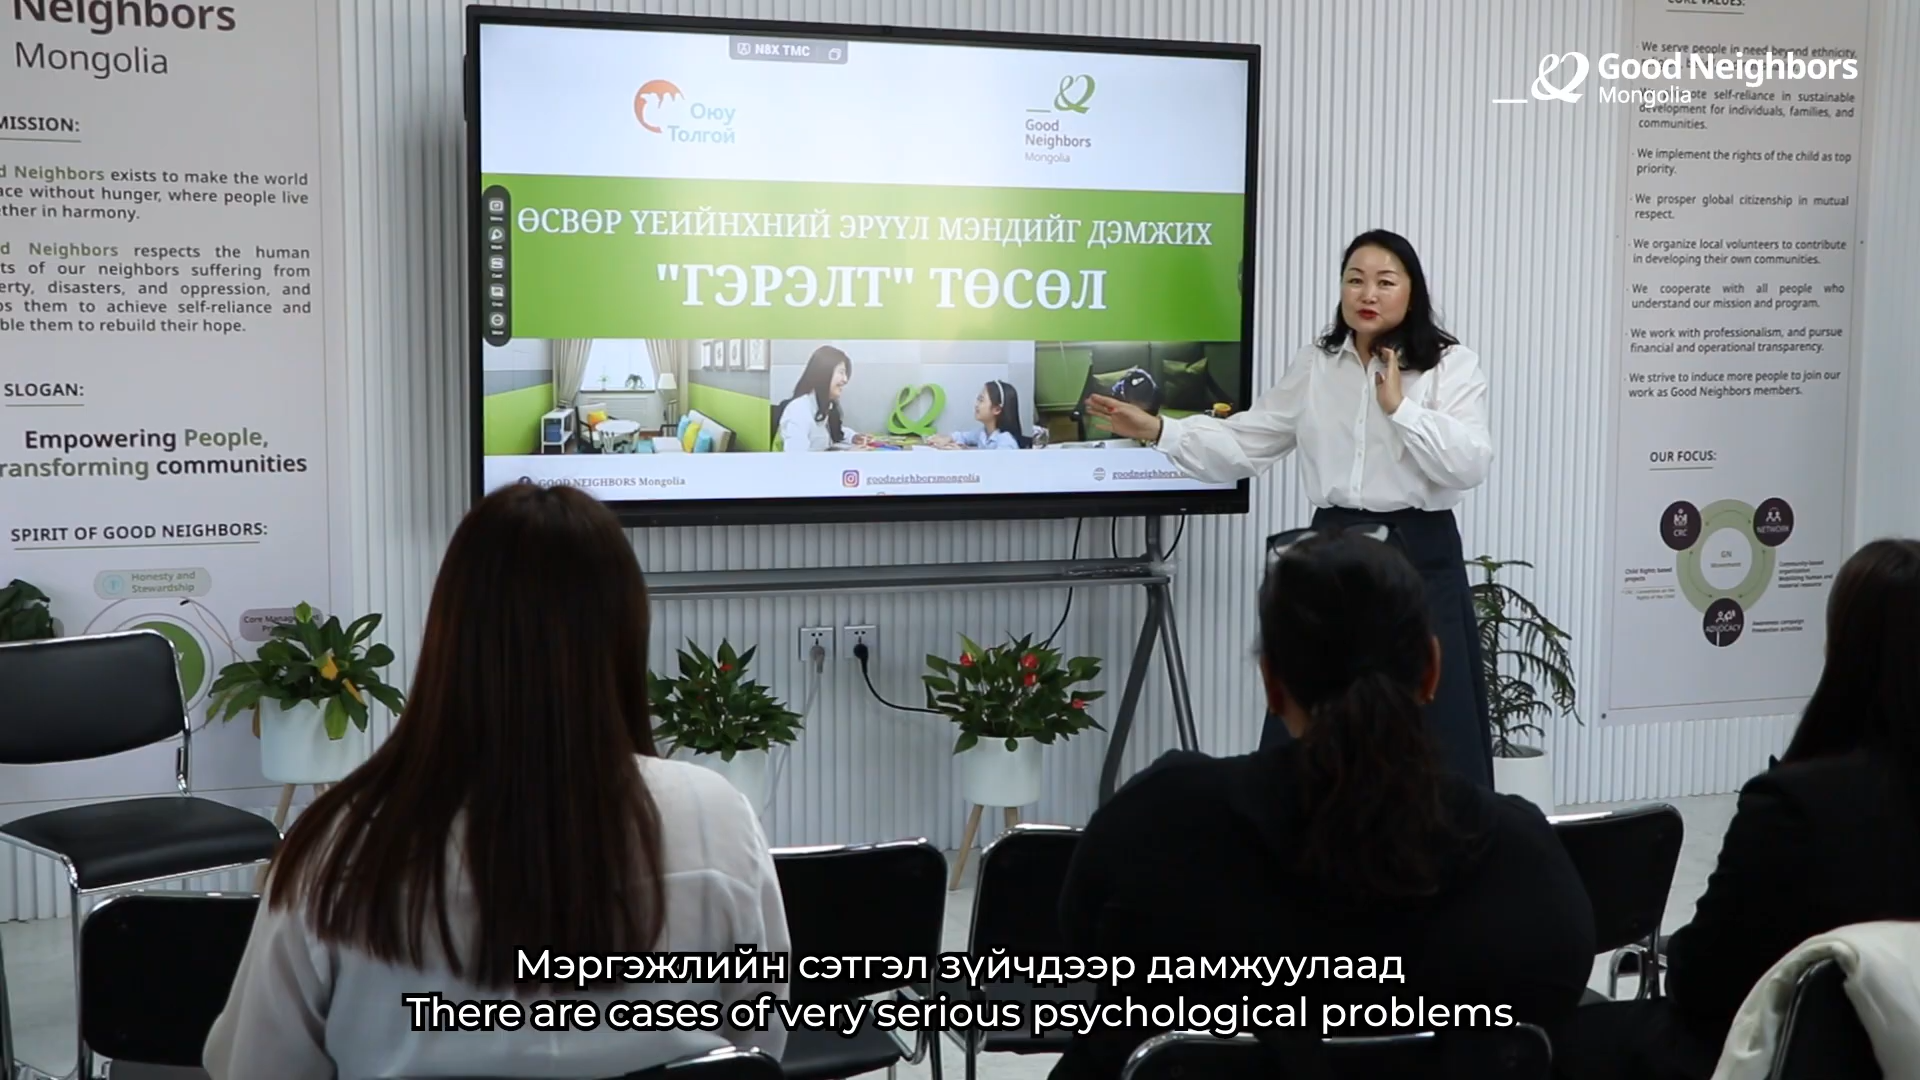 Neighbors
Mongolia
MISSION:
Neighbors exists to make the world
without hunger, where people live
in harmony.
Neighbors respects the human
of our neighbors suffering from
disasters, and oppression, and
them to achieve self-reliance and
them to rebuild their hope.
SLOGAN:
Empowering People,
communities
SPIRIT OF GOOD NEIGHBORS:
Honesty and
Stewardship
N8X TMC
Оюу
Толгой
Good
Neighbors
Mongolia
ӨСВӨР ҮЕИЙНХНИЙ ЭРҮҮЛ МЭНДИЙГ ДЭМЖИХ
"ГЭРЭЛТ" ТӨСӨЛ
GOOD NEIGHBORS Mongolia
goodneighborsmongolia
Good Neighbors
Mongolia
CORE VALUES:
· We serve people in need beyond ethnicity,
self-reliance in sustainable
development for individuals, families, and
communities.
· We implement the rights of the child as top
priority.
· We prosper global citizenship in mutual
respect.
· We organize local volunteers to contribute
in developing their own communities.
· We cooperate with all people who
understand our mission and program.
· We work with professionalism, and pursue
financial and operational transparency.
· We strive to induce more people to join our
work as Good Neighbors members.
OUR FOCUS:
CRC
NETWORK
GN
Movement
ADVOCACY
Мэргэжлийн сэтгэл зүйчдээр дамжуулаад
There are cases of very serious psychological problems.